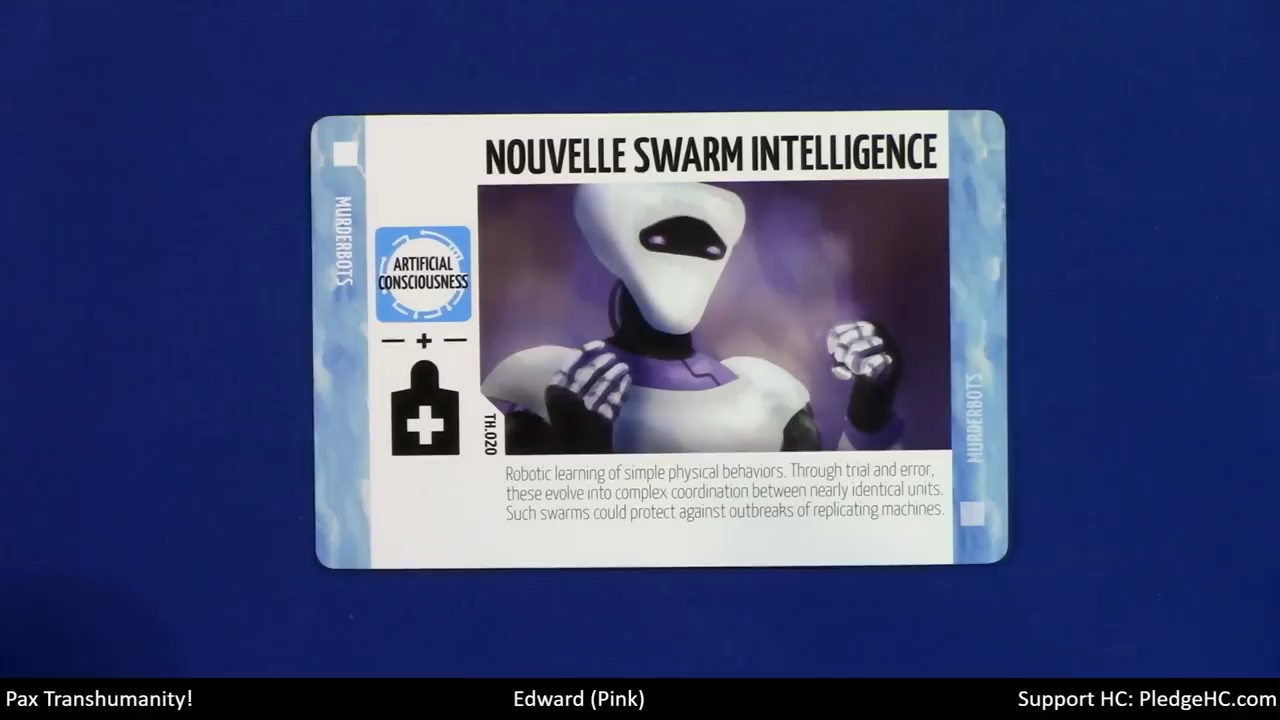 NOUVELLE SWARM INTELLIGENCE
MURDERBOTS
ARTIFICIAL
CONSCIOUSNESS
TH.020
MURDERBOTS
Robotic learning of simple physical behaviors. Through trial and error,
these evolve into complex coordination between nearly identical units.
Such swarms could protect against outbreaks of replicating machines.
Pax Transhumanity!
Edward (Pink)
Support HC: PledgeHC.com